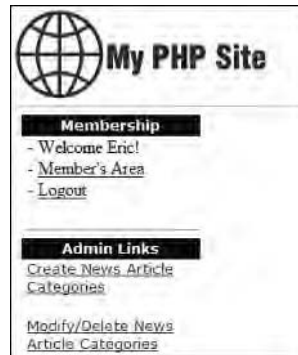 My PHP Site
Membership
- Welcome Eric!
- Member's Area
- Logout
Admin Links
Create News Article
Categories
Modify/Delete News
Article Categories